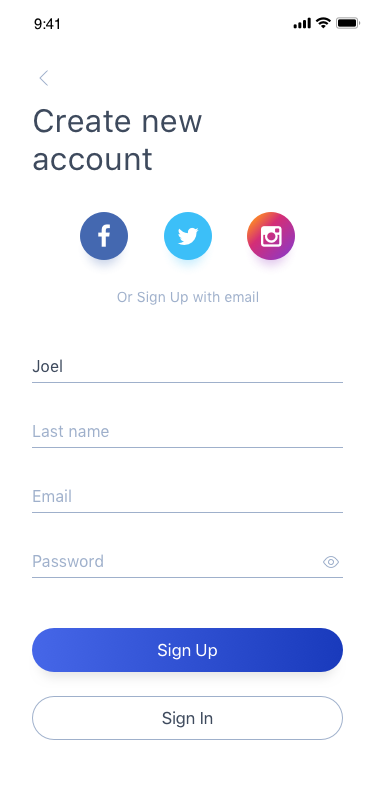 9:41
Create new
account
Or Sign Up with email
Joel
Last name
Email
Password
Sign Up
Sign In